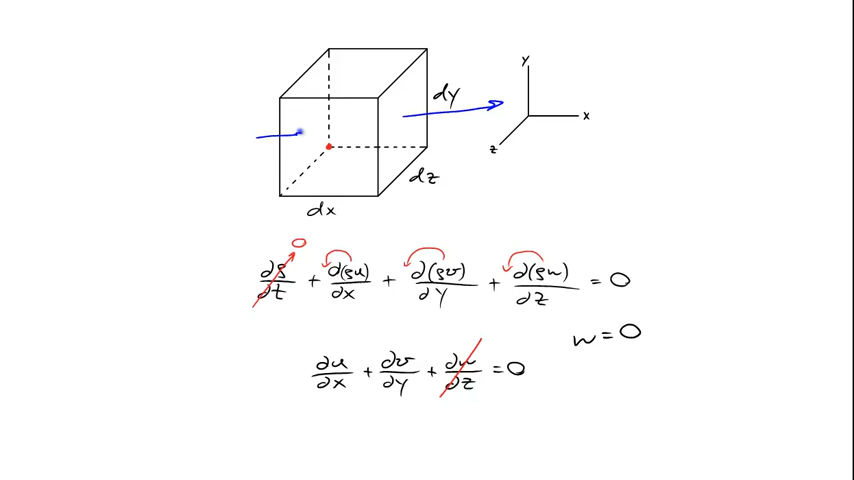 dy
y
x
z
dz
dx
0
∂ρ/∂t + ∂(ρu)/∂x + ∂(ρv)/∂y + ∂(ρw)/∂z = 0
w = 0
∂u/∂x + ∂v/∂y + ∂w/∂z = 0